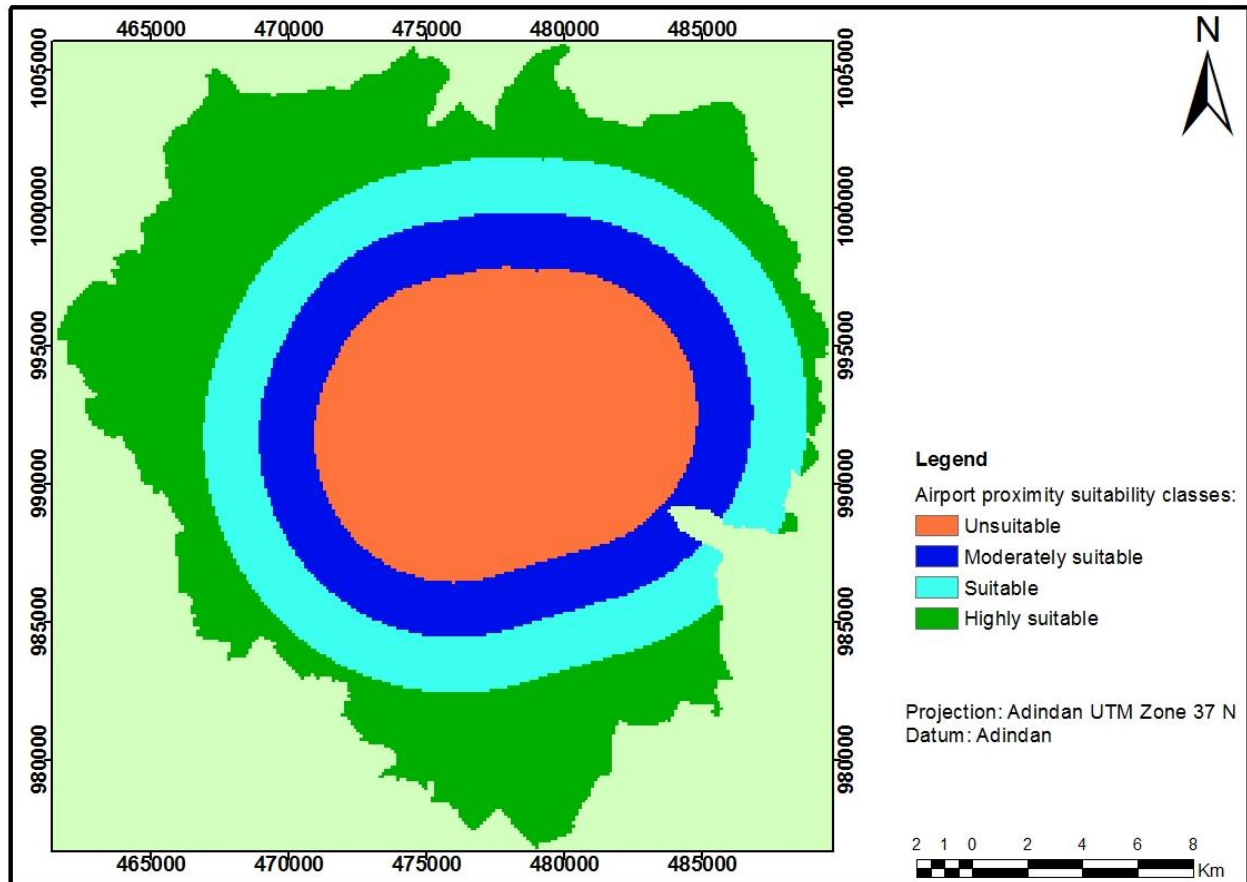 465000 470000 475000 480000 485000
N
1005000 1005000
1000000 1000000
995000 995000
990000 990000
985000 985000
980000 980000
465000 470000 475000 480000 485000
Legend
Airport proximity suitability classes:
Unsuitable
Moderately suitable
Suitable
Highly suitable
Projection: Adindan UTM Zone 37 N
Datum: Adindan
2 1 0 2 4 6 8
Km